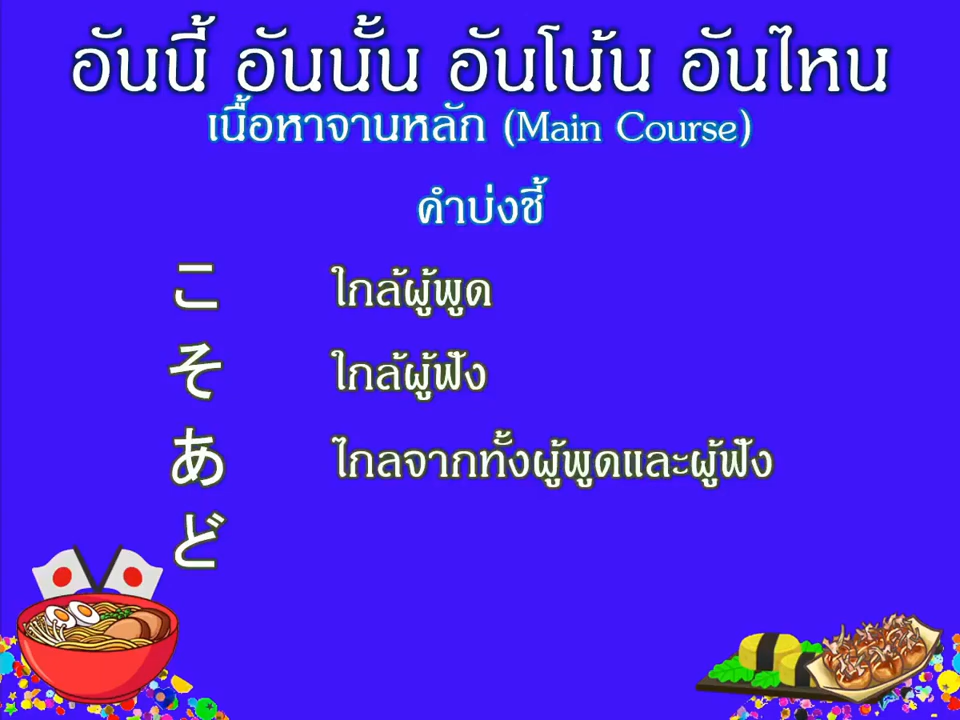 อันนี้ อันนั้น อันโน้น อันไหน
เนื้อหาจานหลัก (Main Course)
คำบ่งชี้
こ ใกล้ผู้พูด
そ ใกล้ผู้ฟัง
あ ไกลจากทั้งผู้พูดและผู้ฟัง
ど